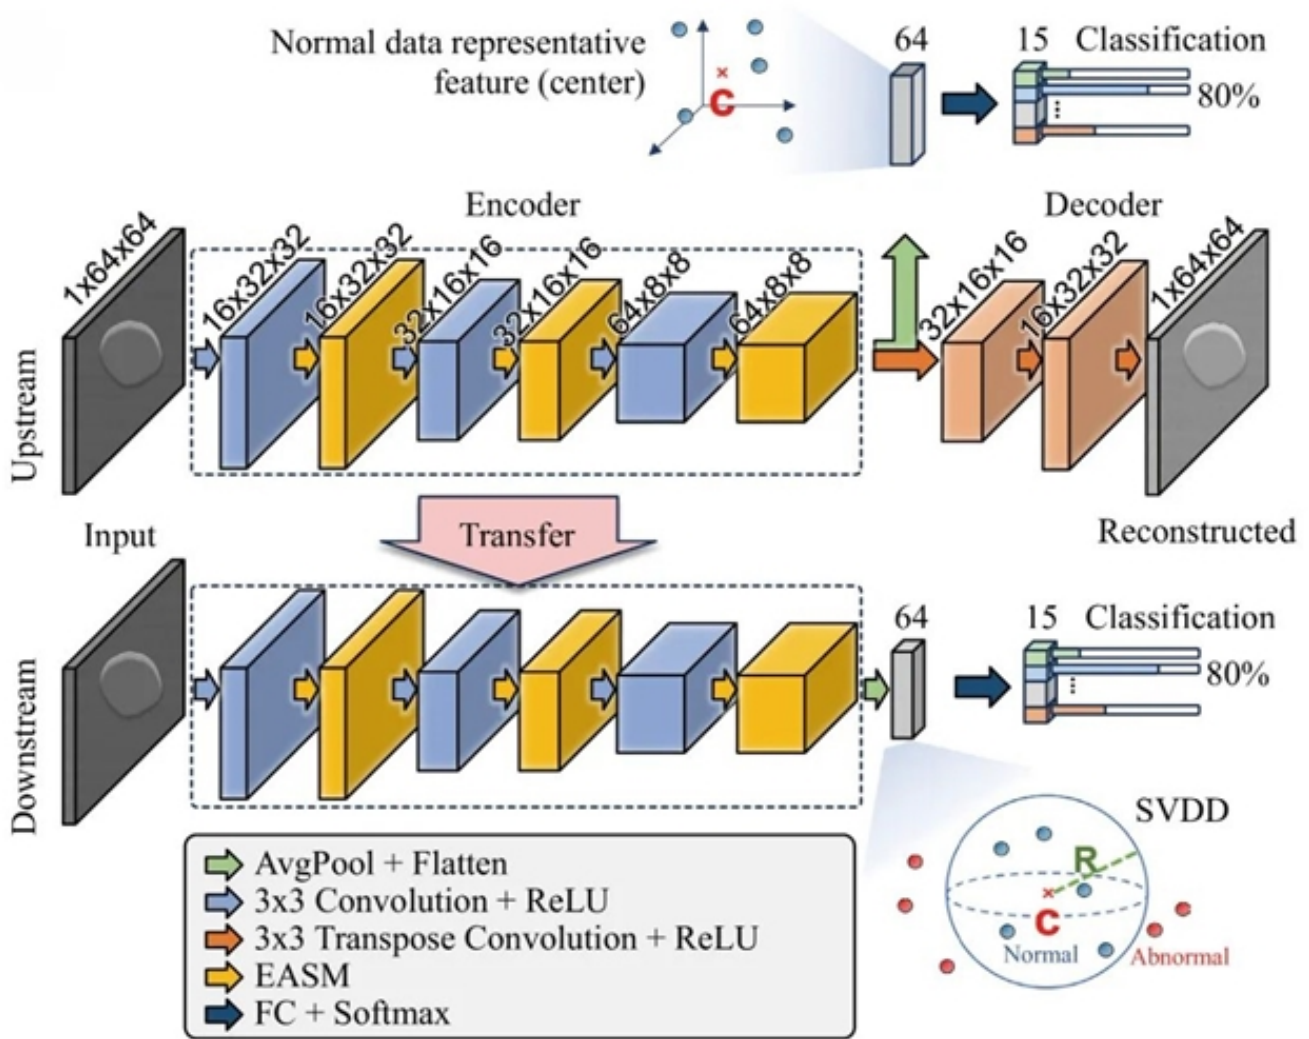 Normal data representative
feature (center)
C
64
15
Classification
80%
Encoder
Decoder
Upstream
1x64x64
16x32x32
16x32x32
32x16x16
32x16x16
64x8x8
64x8x8
32x16x16
16x32x32
1x64x64
Input
Transfer
Reconstructed
Downstream
64
15
Classification
80%
SVDD
R
C
Normal
Abnormal
AvgPool + Flatten
3x3 Convolution + ReLU
3x3 Transpose Convolution + ReLU
EASM
FC + Softmax